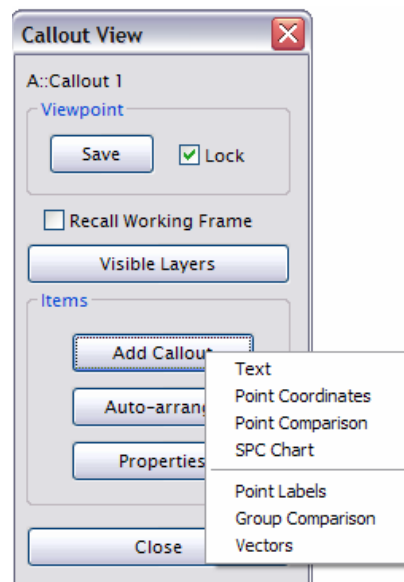 Callout View
A::Callout 1
Viewpoint
Save
Lock
Recall Working Frame
Visible Layers
Items
Add Callout
Text
Point Coordinates
Auto-arrang
Point Comparison
SPC Chart
Properties
Point Labels
Group Comparison
Close
Vectors